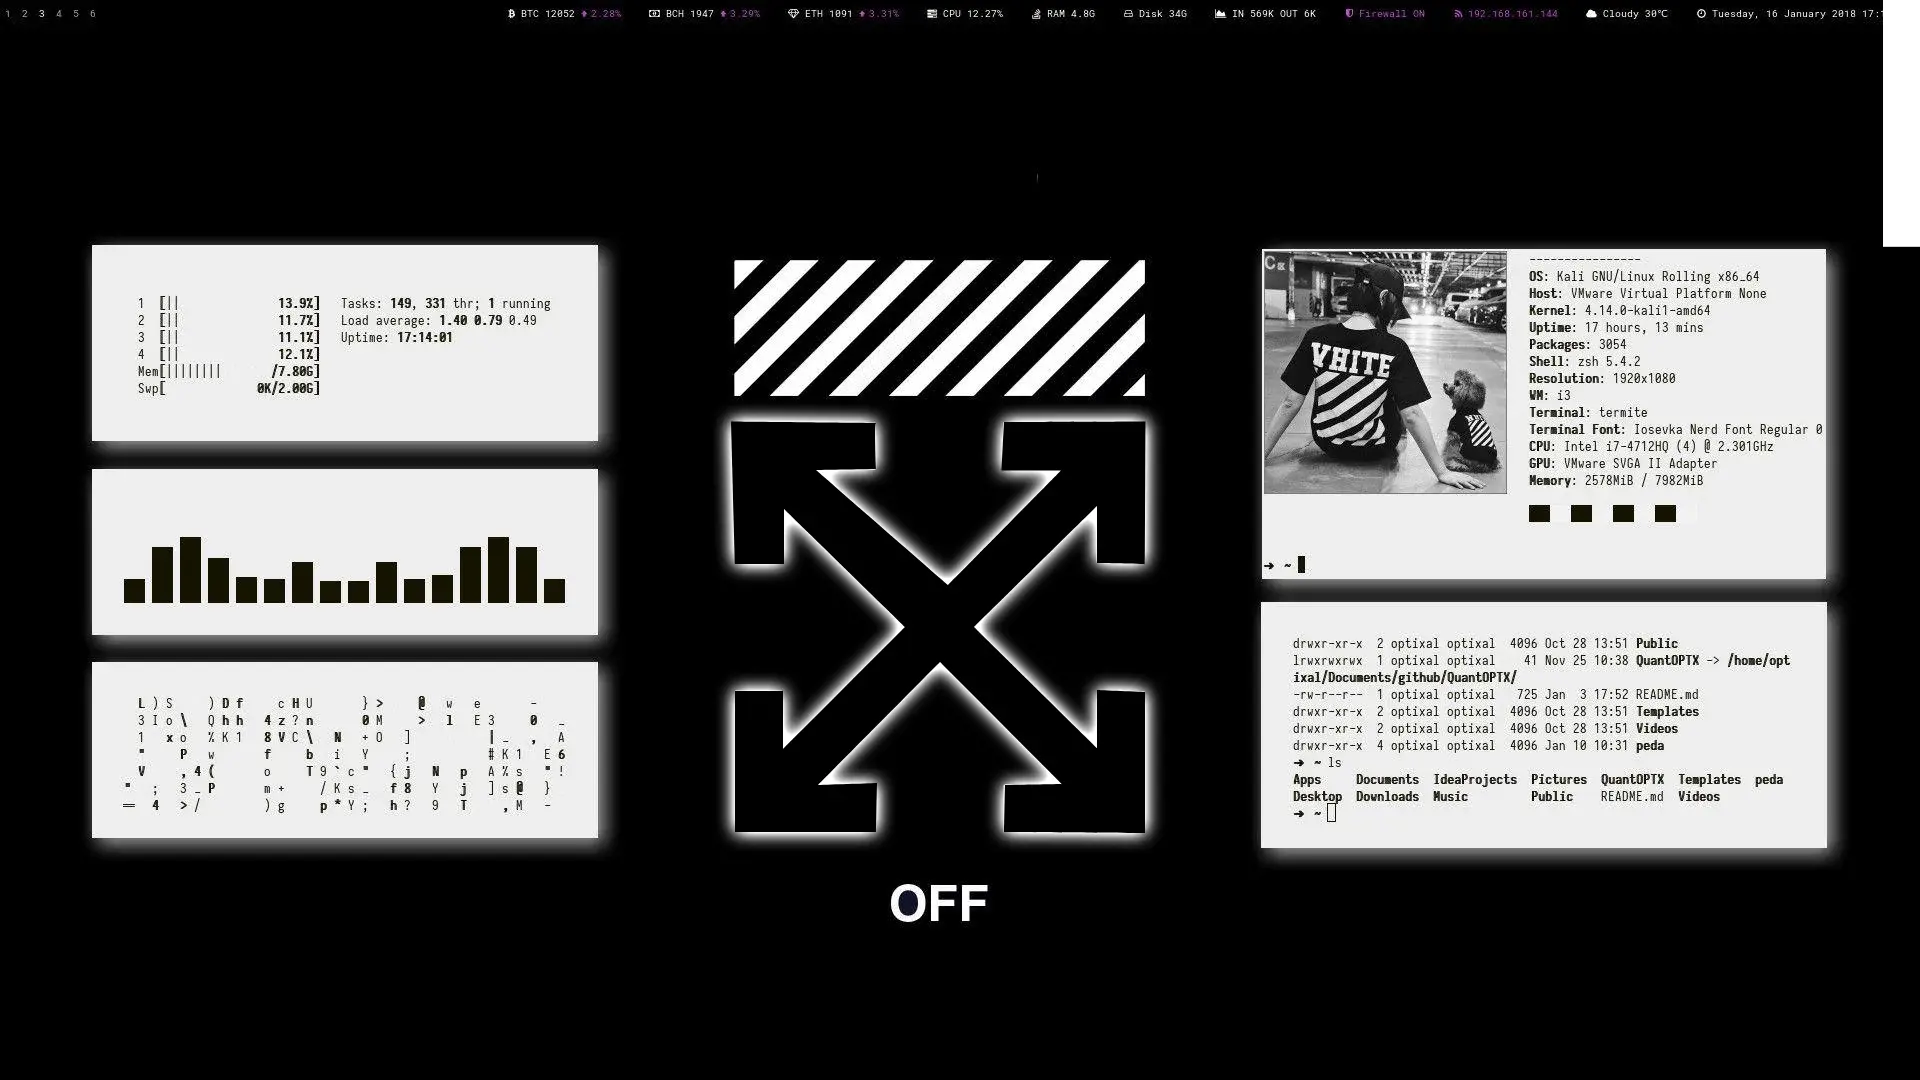 1 2 3 4 5 6
BTC 12052 2.28% BCH 1947 3.29% ETH 1091 3.31% CPU 12.27% RAM 4.8G Disk 34G IN 569K OUT 6K Firewall ON 192.168.161.144 Cloudy 30℃ Tuesday, 16 January 2018 17:
1 [|| 13.9%] Tasks: 149, 331 thr; 1 running
2 [|| 11.7%] Load average: 1.40 0.79 0.49
3 [|| 11.1%] Uptime: 17:14:01
4 [|| 12.1%]
Mem[|||||||| /7.80G]
Swp[ 0K/2.00G]
L ) S ) D f c H U } > @ w e -
3 I o \ Q h h 4 z ? n 0 M > l E 3 0 _
1 x o % K 1 8 V C \ N + O ] | _ , A
" P w f b i Y ; # K 1 E 6
V , 4 ( o T 9 ` c " { j N p A % s " !
" ; 3 _ P m + / K s _ f 8 Y j ] s @ }
= 4 > / ) g p * Y ; h ? 9 T , M -
OFF
WHITE
---------------
OS: Kali GNU/Linux Rolling x86_64
Host: VMware Virtual Platform None
Kernel: 4.14.0-kali1-amd64
Uptime: 17 hours, 13 mins
Packages: 3054
Shell: zsh 5.4.2
Resolution: 1920x1080
WM: i3
Terminal: termite
Terminal Font: Iosevka Nerd Font Regular 0
CPU: Intel i7-4712HQ (4) @ 2.301GHz
GPU: VMware SVGA II Adapter
Memory: 2578MiB / 7982MiB
→ ~
drwxr-xr-x 2 optixal optixal 4096 Oct 28 13:51 Public
lrwxrwxrwx 1 optixal optixal 41 Nov 25 10:38 QuantOPTX -> /home/opt
ixal/Documents/github/QuantOPTX/
-rw-r--r-- 1 optixal optixal 725 Jan 3 17:52 README.md
drwxr-xr-x 2 optixal optixal 4096 Oct 28 13:51 Templates
drwxr-xr-x 2 optixal optixal 4096 Oct 28 13:51 Videos
drwxr-xr-x 4 optixal optixal 4096 Jan 10 10:31 peda
→ ~ ls
Apps Documents IdeaProjects Pictures QuantOPTX Templates peda
Desktop Downloads Music Public README.md Videos
→ ~